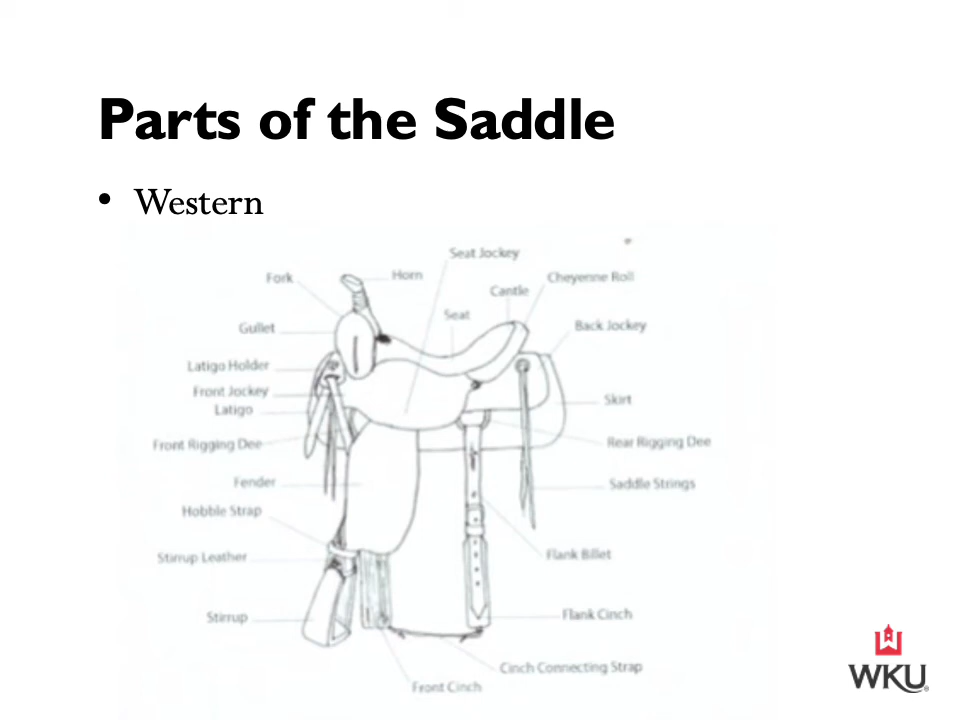 Parts of the Saddle
• Western
Seat Jockey
Fork
Horn
Cheyenne Roll
Cantle
Seat
Gullet
Back Jockey
Latigo Holder
Front Jockey
Skirt
Latigo
Front Rigging Dee
Rear Rigging Dee
Fender
Saddle Strings
Hobble Strap
Stirrup Leather
Flank Billet
Stirrup
Flank Cinch
Cinch Connecting Strap
Front Cinch
WKU®